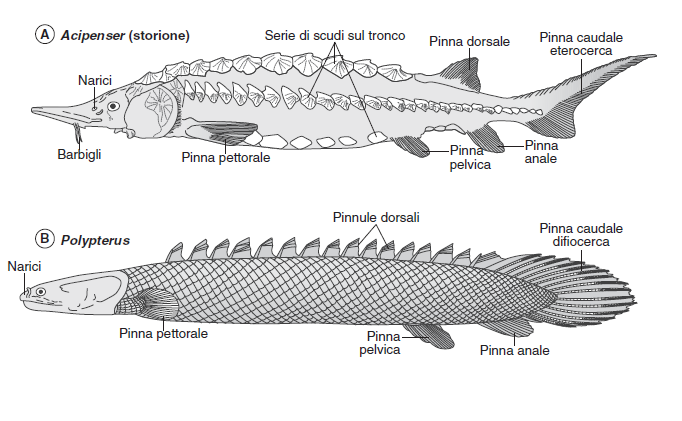 A Acipenser (storione)
Serie di scudi sul tronco
Pinna dorsale
Pinna caudale
eterocerca
Narici
Barbigli
Pinna pettorale
Pinna
pelvica
Pinna
anale
B Polypterus
Pinnule dorsali
Pinna caudale
difiocerca
Narici
Pinna pettorale
Pinna
pelvica
Pinna anale